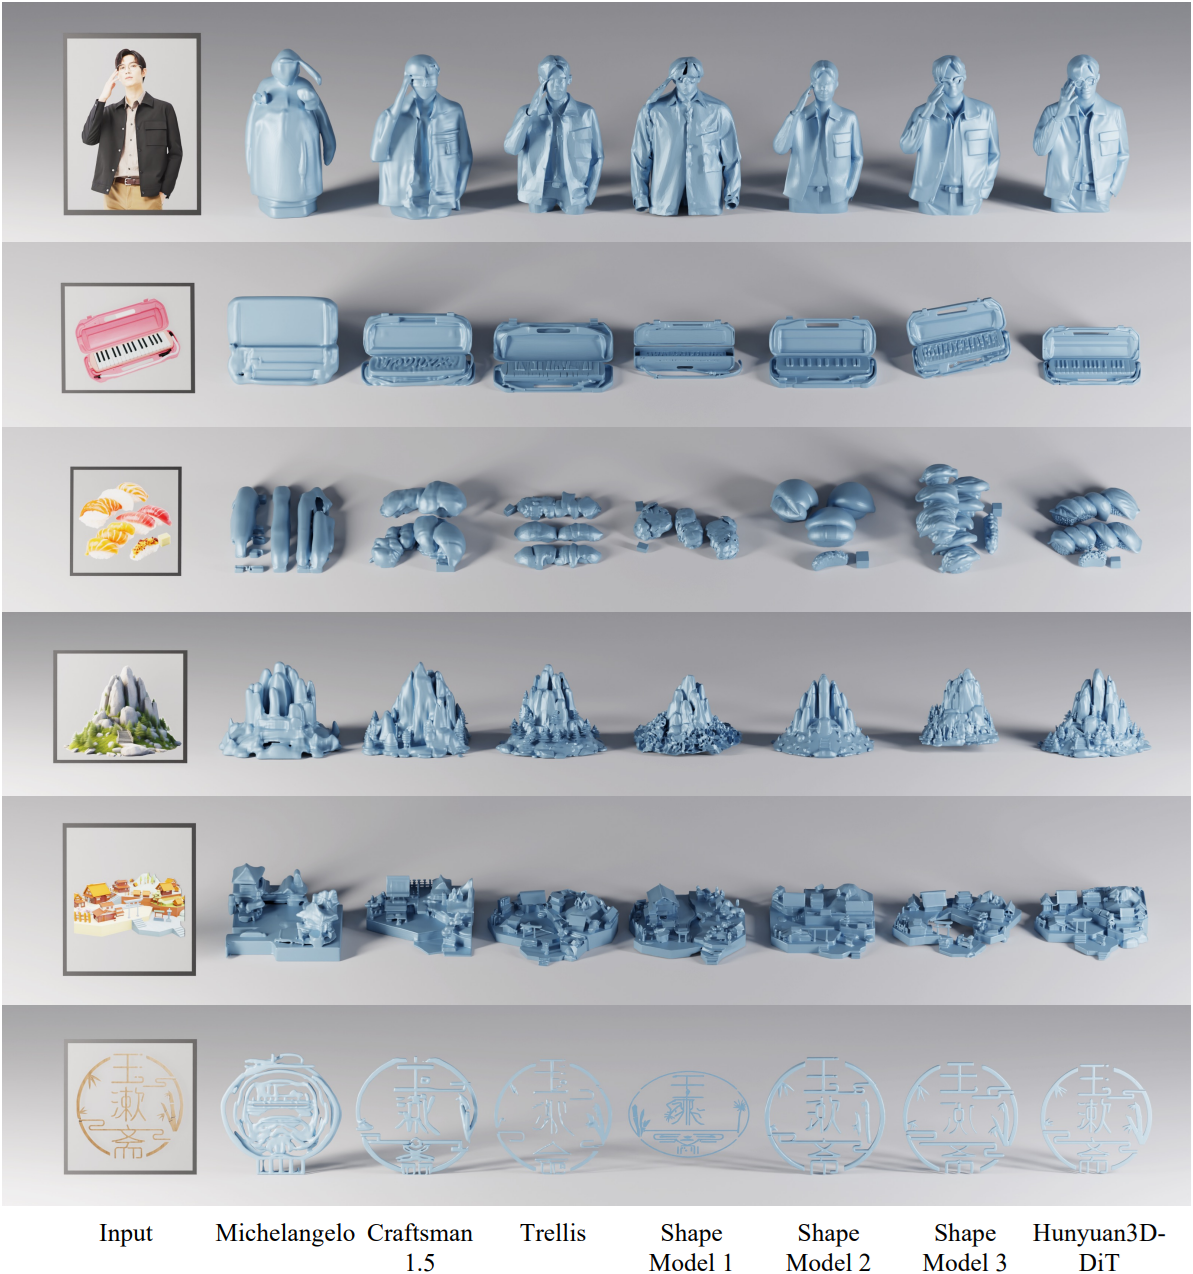 玉
漱
斋
Input
Michelangelo
Craftsman
1.5
Trellis
Shape
Model 1
Shape
Model 2
Shape
Model 3
Hunyuan3D-
DiT